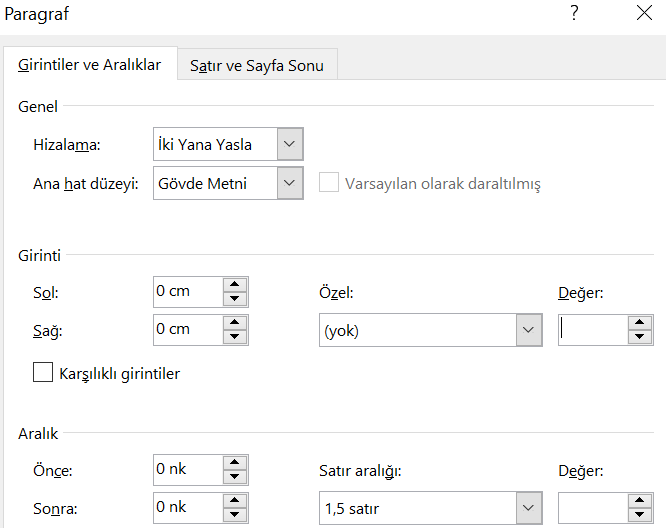 Paragraf ?
Girintiler ve Aralıklar Satır ve Sayfa Sonu
Genel
Hizalama: İki Yana Yasla
Ana hat düzeyi: Gövde Metni Varsayılan olarak daraltılmış
Girinti
Sol: 0 cm Özel: Değer:
Sağ: 0 cm (yok)
Karşılıklı girintiler
Aralık
Önce: 0 nk Satır aralığı: Değer:
Sonra: 0 nk 1,5 satır